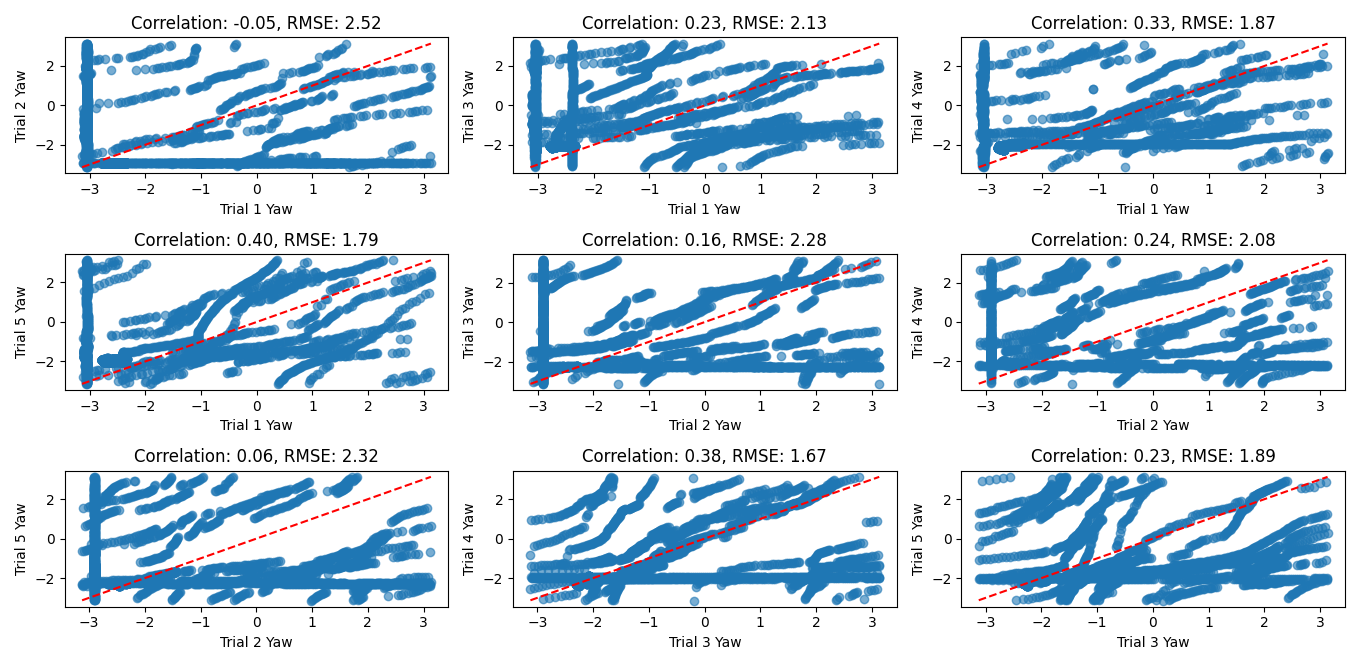 Correlation: -0.05, RMSE: 2.52
Correlation: 0.23, RMSE: 2.13
Correlation: 0.33, RMSE: 1.87
Trial 2 Yaw
2
0
−2
−3 −2 −1 0 1 2 3
Trial 1 Yaw
Trial 3 Yaw
2
0
−2
−3 −2 −1 0 1 2 3
Trial 1 Yaw
Trial 4 Yaw
2
0
−2
−3 −2 −1 0 1 2 3
Trial 1 Yaw
Correlation: 0.40, RMSE: 1.79
Correlation: 0.16, RMSE: 2.28
Correlation: 0.24, RMSE: 2.08
Trial 5 Yaw
2
0
−2
−3 −2 −1 0 1 2 3
Trial 1 Yaw
Trial 3 Yaw
2
0
−2
−3 −2 −1 0 1 2 3
Trial 2 Yaw
Trial 4 Yaw
2
0
−2
−3 −2 −1 0 1 2 3
Trial 2 Yaw
Correlation: 0.06, RMSE: 2.32
Correlation: 0.38, RMSE: 1.67
Correlation: 0.23, RMSE: 1.89
Trial 5 Yaw
2
0
−2
−3 −2 −1 0 1 2 3
Trial 2 Yaw
Trial 4 Yaw
2
0
−2
−3 −2 −1 0 1 2 3
Trial 3 Yaw
Trial 5 Yaw
2
0
−2
−3 −2 −1 0 1 2 3
Trial 3 Yaw